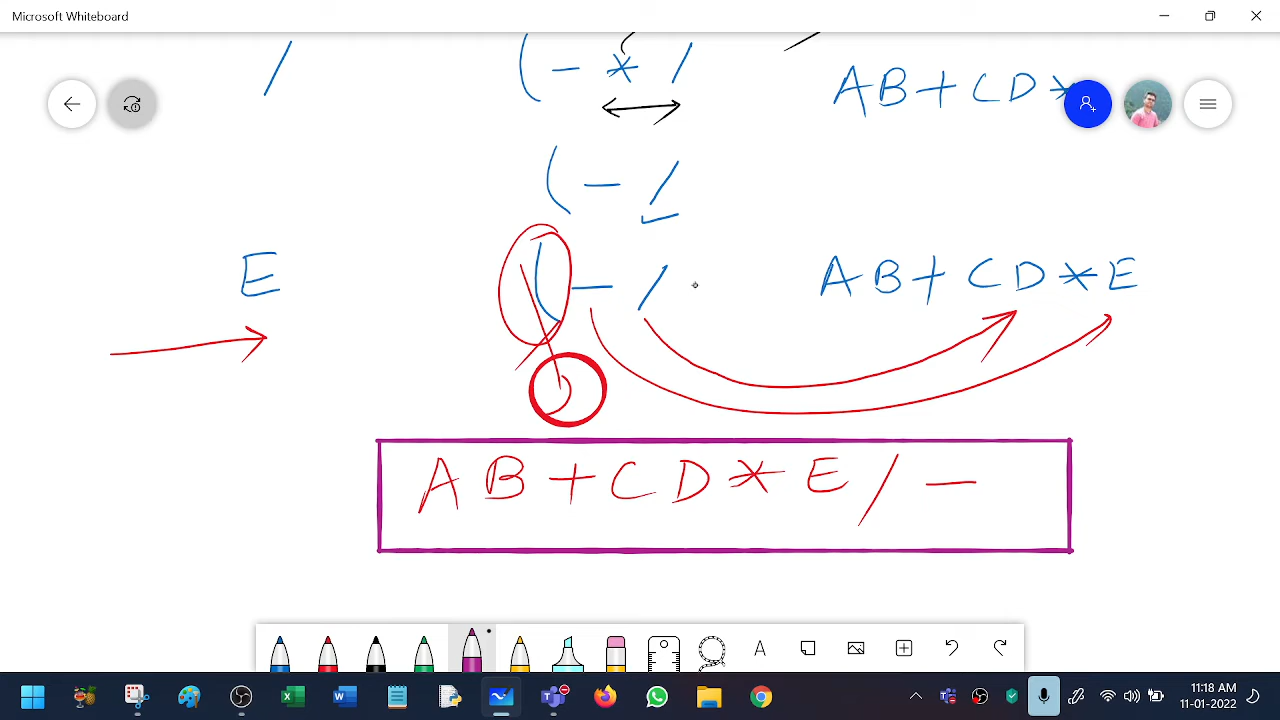 Microsoft Whiteboard
/ ( - * / AB+CD*
( - /
E ( - / AB+CD*E
)
AB+CD*E/-
A
11:18 AM
11-01-2022